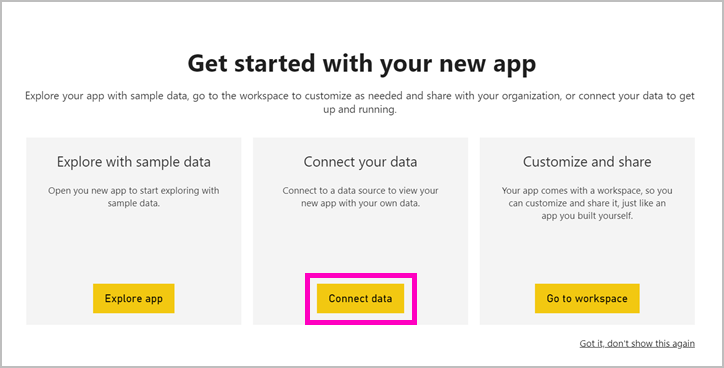 Get started with your new app
Explore your app with sample data, go to the workspace to customize as needed and share with your organization, or connect your data to get
up and running.
Explore with sample data
Open you new app to start exploring with
sample data.
Explore app
Connect your data
Connect to a data source to view your
new app with your own data.
Connect data
Customize and share
Your app comes with a workspace, so you
can customize and share it, just like an
app you built yourself.
Go to workspace
Got it, don't show this again